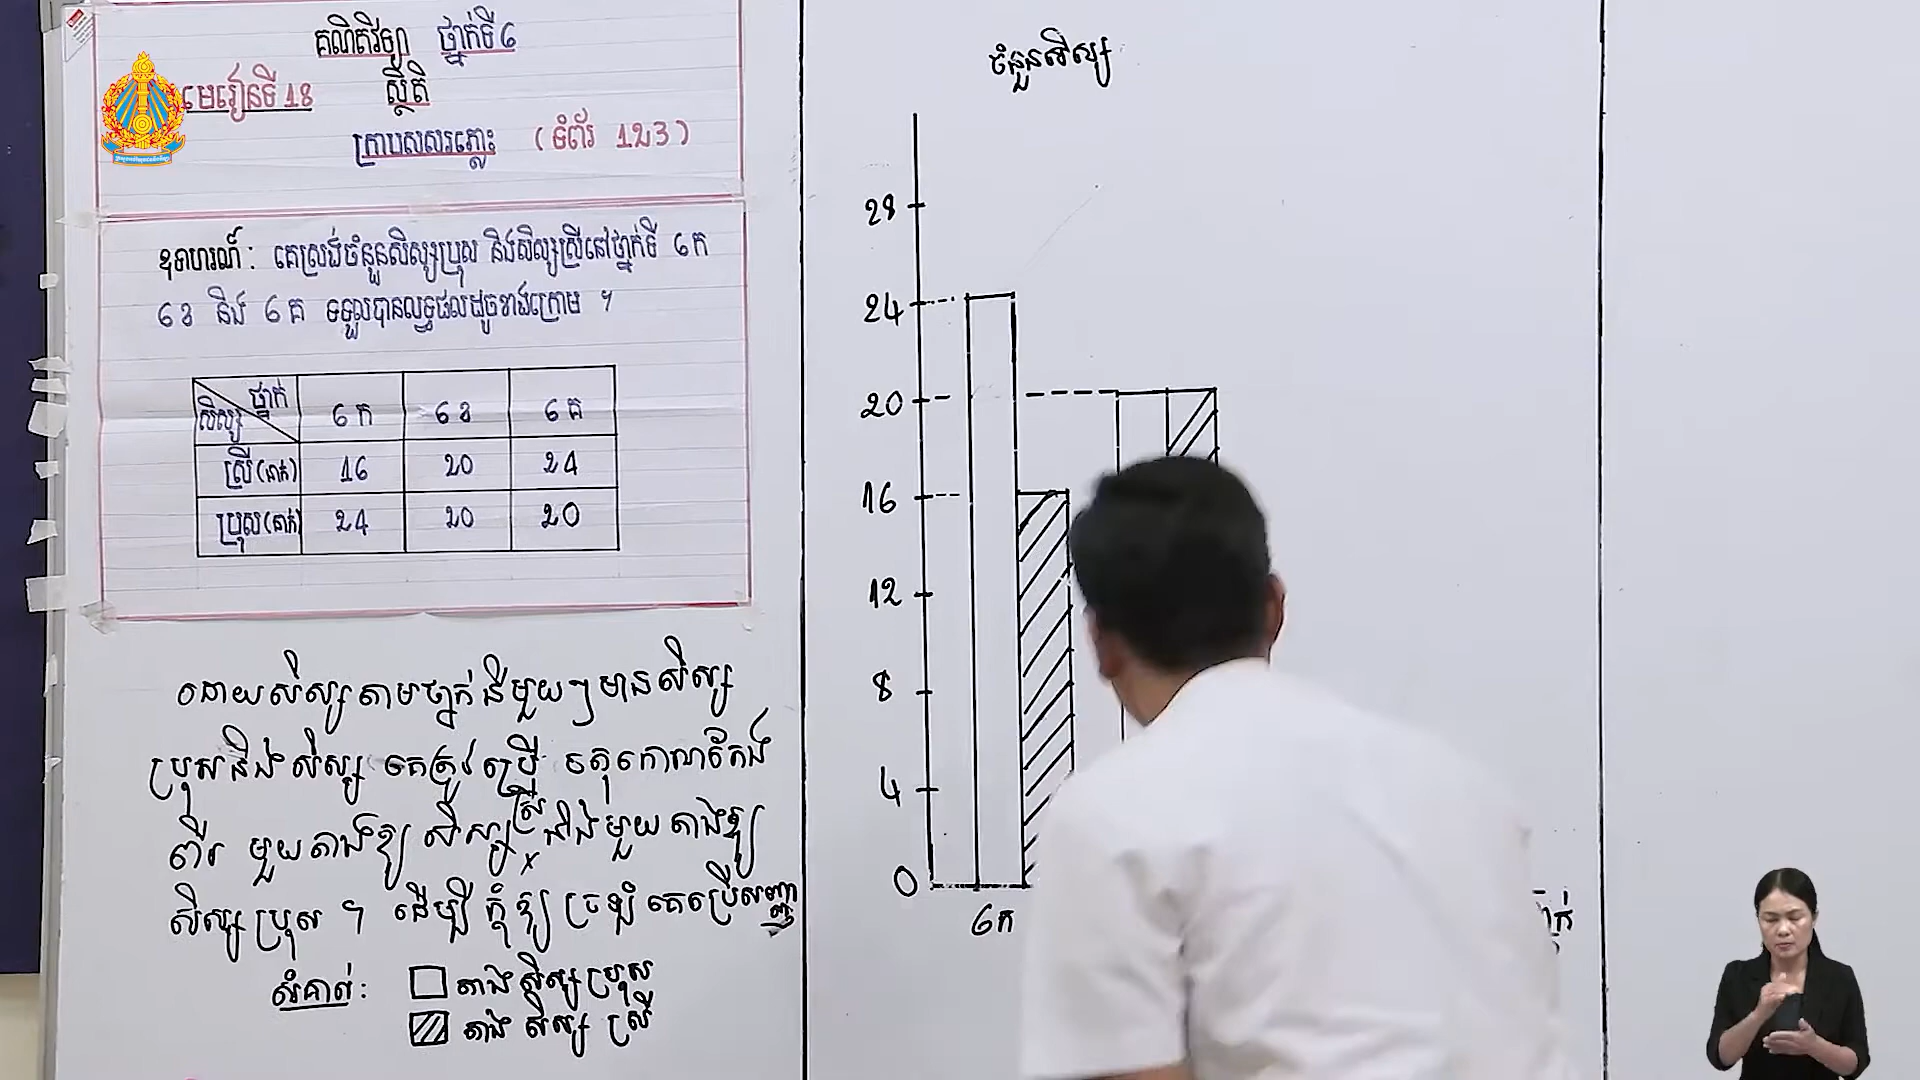 គណិតវិទ្យា ថ្នាក់ទី៦
មេរៀនទី 18 ស្ថិតិ
ក្រាបសសរភ្លោះ (ទំព័រ 123)
ឧទាហរណ៍ : គេស្រង់ចំនួនសិស្សប្រុស និងសិស្សស្រីនៅថ្នាក់ទី ៦ក
៦ខ និង ៦គ ទទួលបានលទ្ធផលដូចខាងក្រោម ។
ថ្នាក់
សិស្ស ៦ក ៦ខ ៦គ
ស្រី(នាក់) 16 20 24
ប្រុស(នាក់) 24 20 20
ដោយសិស្សតាមថ្នាក់នីមួយៗមានសិស្ស
ប្រុសនិងសិស្ស គេត្រូវប្រើ ចតុកោណកែង
ស្រី
ពីរ មួយតាងឱ្យ សិស្ស និងមួយតាងឱ្យ
x
សិស្សប្រុស ។ ដើម្បី កុំឱ្យ ច្រឡំ គេប្រើសញ្ញា
សំគាល់:
តាង សិស្ស ប្រុស
តាង សិស្ស ស្រី
ចំនួនសិស្ស
28
24
20
16
12
8
4
0
៦ក